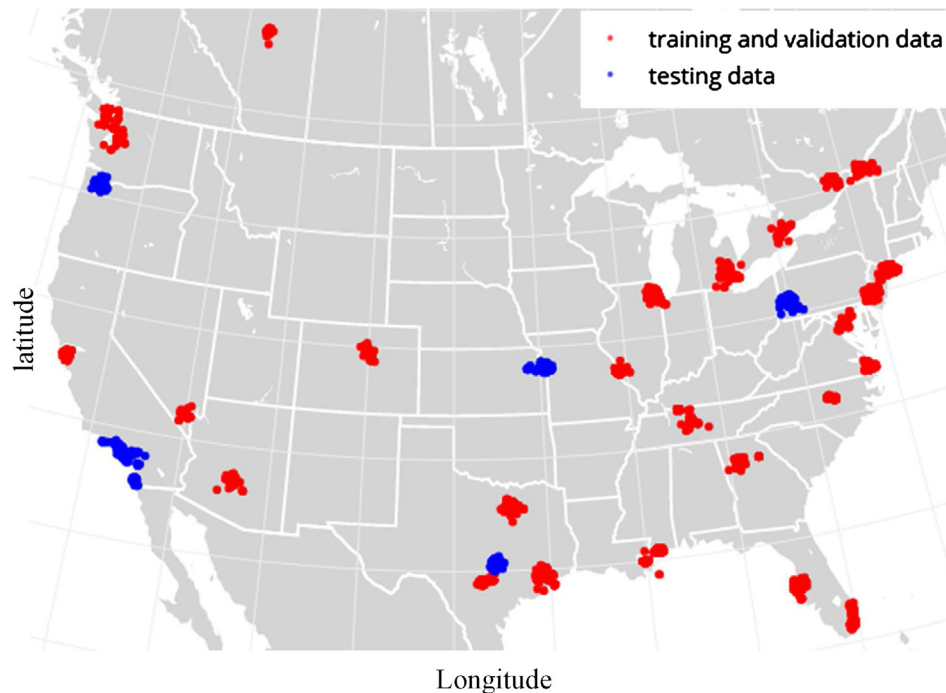 training and validation data
testing data
latitude
Longitude